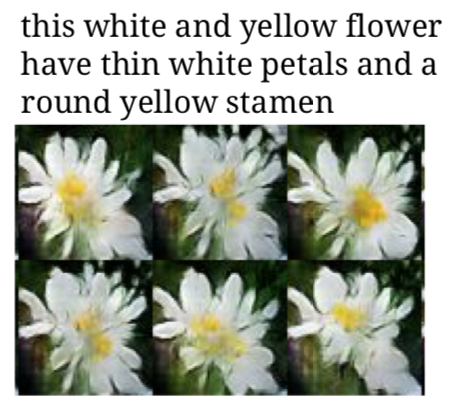 this white and yellow flower
have thin white petals and a
round yellow stamen